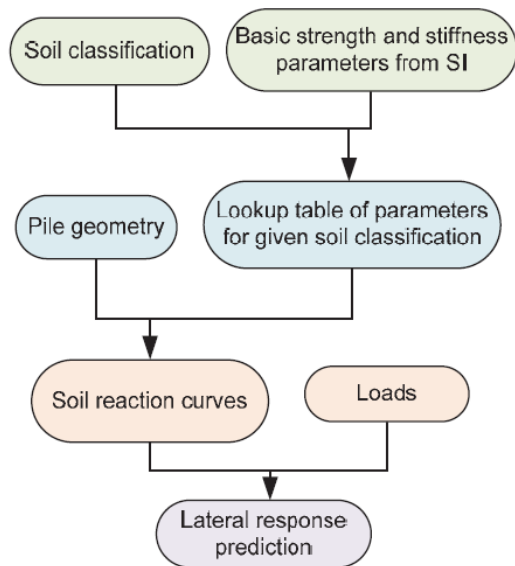 Soil classification
Basic strength and stiffness
parameters from SI
Pile geometry
Lookup table of parameters
for given soil classification
Soil reaction curves
Loads
Lateral response
prediction